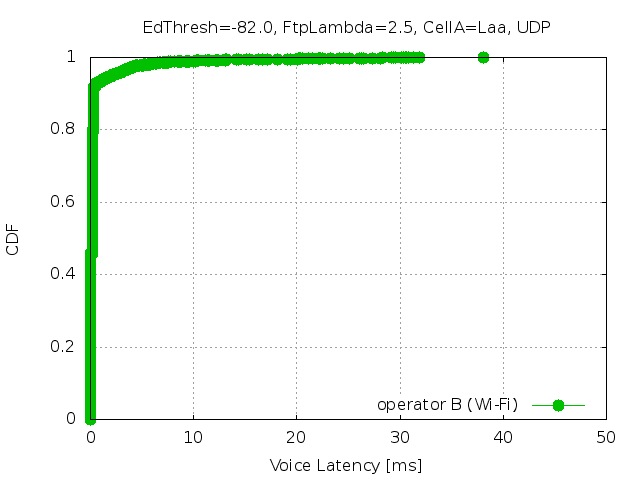 EdThresh=-82.0, FtpLambda=2.5, CellA=Laa, UDP
1
0.8
0.6
0.4
0.2
0
CDF
operator B (Wi-Fi)
0 10 20 30 40 50
Voice Latency [ms]